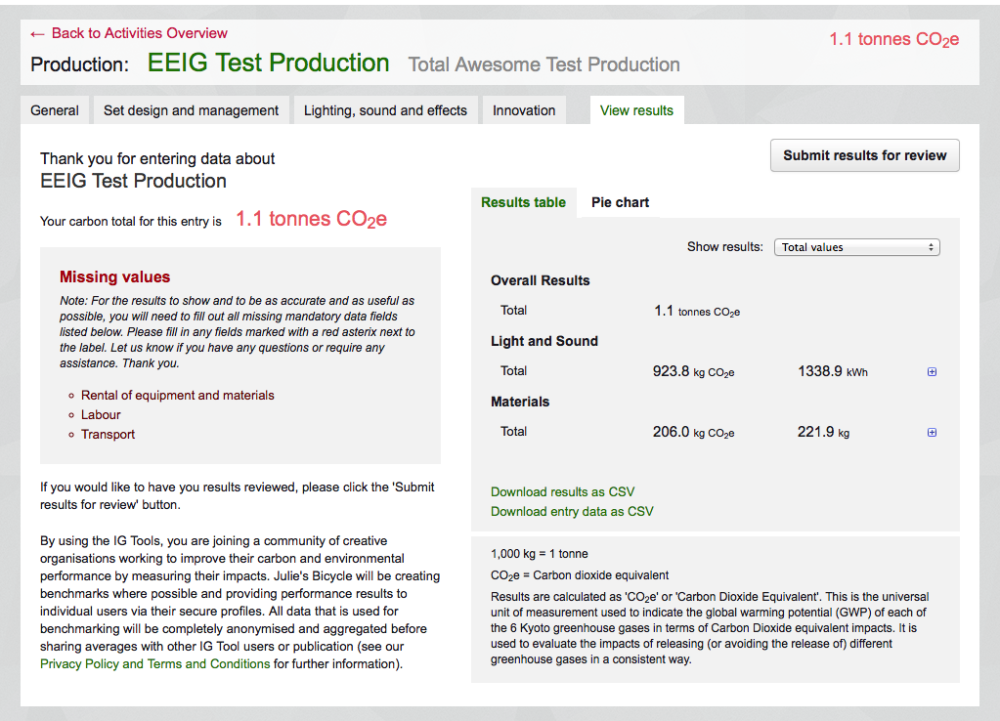 ← Back to Activities Overview
1.1 tonnes CO2e
Production: EEIG Test Production Total Awesome Test Production
General Set design and management Lighting, sound and effects Innovation View results
Submit results for review
Thank you for entering data about
EEIG Test Production
Your carbon total for this entry is 1.1 tonnes CO2e
Missing values
Note: For the results to show and to be as accurate and as useful as
possible, you will need to fill out all missing mandatory data fields
listed below. Please fill in any fields marked with a red asterix next to
the label. Let us know if you have any questions or require any
assistance. Thank you.
Rental of equipment and materials
Labour
Transport
If you would like to have you results reviewed, please click the 'Submit
results for review' button.
By using the IG Tools, you are joining a community of creative
organisations working to improve their carbon and environmental
performance by measuring their impacts. Julie's Bicycle will be creating
benchmarks where possible and providing performance results to
individual users via their secure profiles. All data that is used for
benchmarking will be completely anonymised and aggregated before
sharing averages with other IG Tool users or publication (see our
Privacy Policy and Terms and Conditions for further information).
Results table Pie chart
Show results: Total values
Overall Results
Total 1.1 tonnes CO2e
Light and Sound
Total 923.8 kg CO2e 1338.9 kWh
Materials
Total 206.0 kg CO2e 221.9 kg
Download results as CSV
Download entry data as CSV
1,000 kg = 1 tonne
CO2e = Carbon dioxide equivalent
Results are calculated as 'CO2e' or 'Carbon Dioxide Equivalent'. This is the universal
unit of measurement used to indicate the global warming potential (GWP) of each of
the 6 Kyoto greenhouse gases in terms of Carbon Dioxide equivalent impacts. It is
used to evaluate the impacts of releasing (or avoiding the release of) different
greenhouse gases in a consistent way.